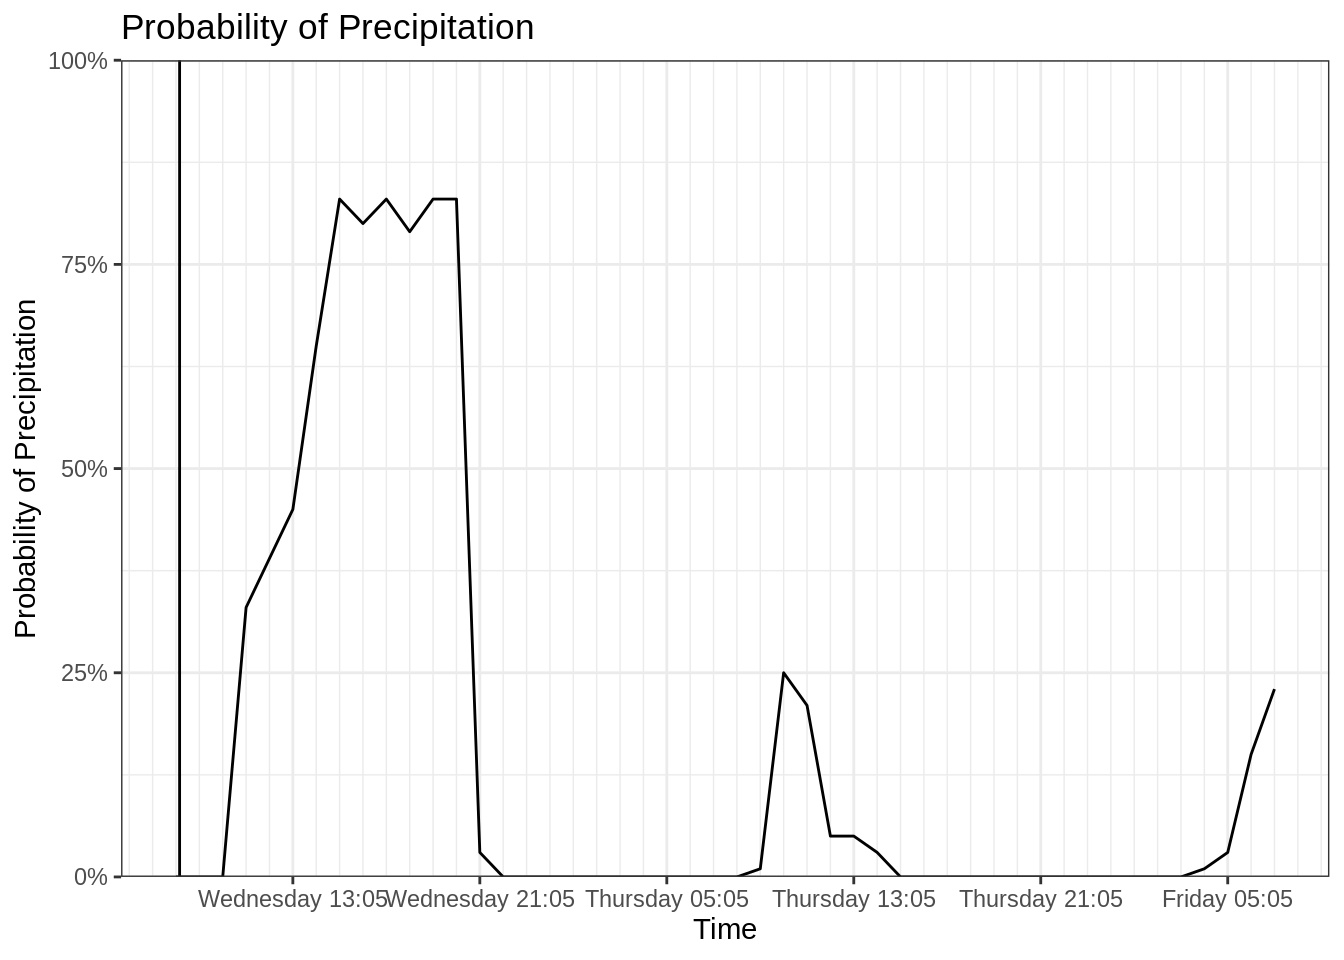 Probability of Precipitation
Probability of Precipitation
100%
75%
50%
25%
0%
Wednesday 13:05 Wednesday 21:05 Thursday 05:05 Thursday 13:05 Thursday 21:05 Friday 05:05
Time